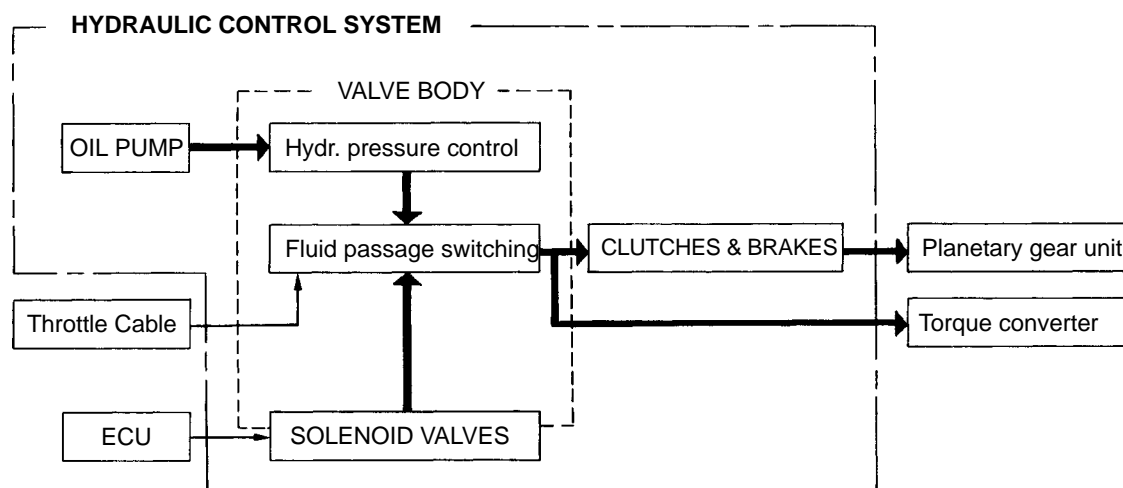 HYDRAULIC CONTROL SYSTEM
VALVE BODY
OIL PUMP
Hydr. pressure control
Fluid passage switching
CLUTCHES & BRAKES
Planetary gear unit
Throttle Cable
Torque converter
ECU
SOLENOID VALVES